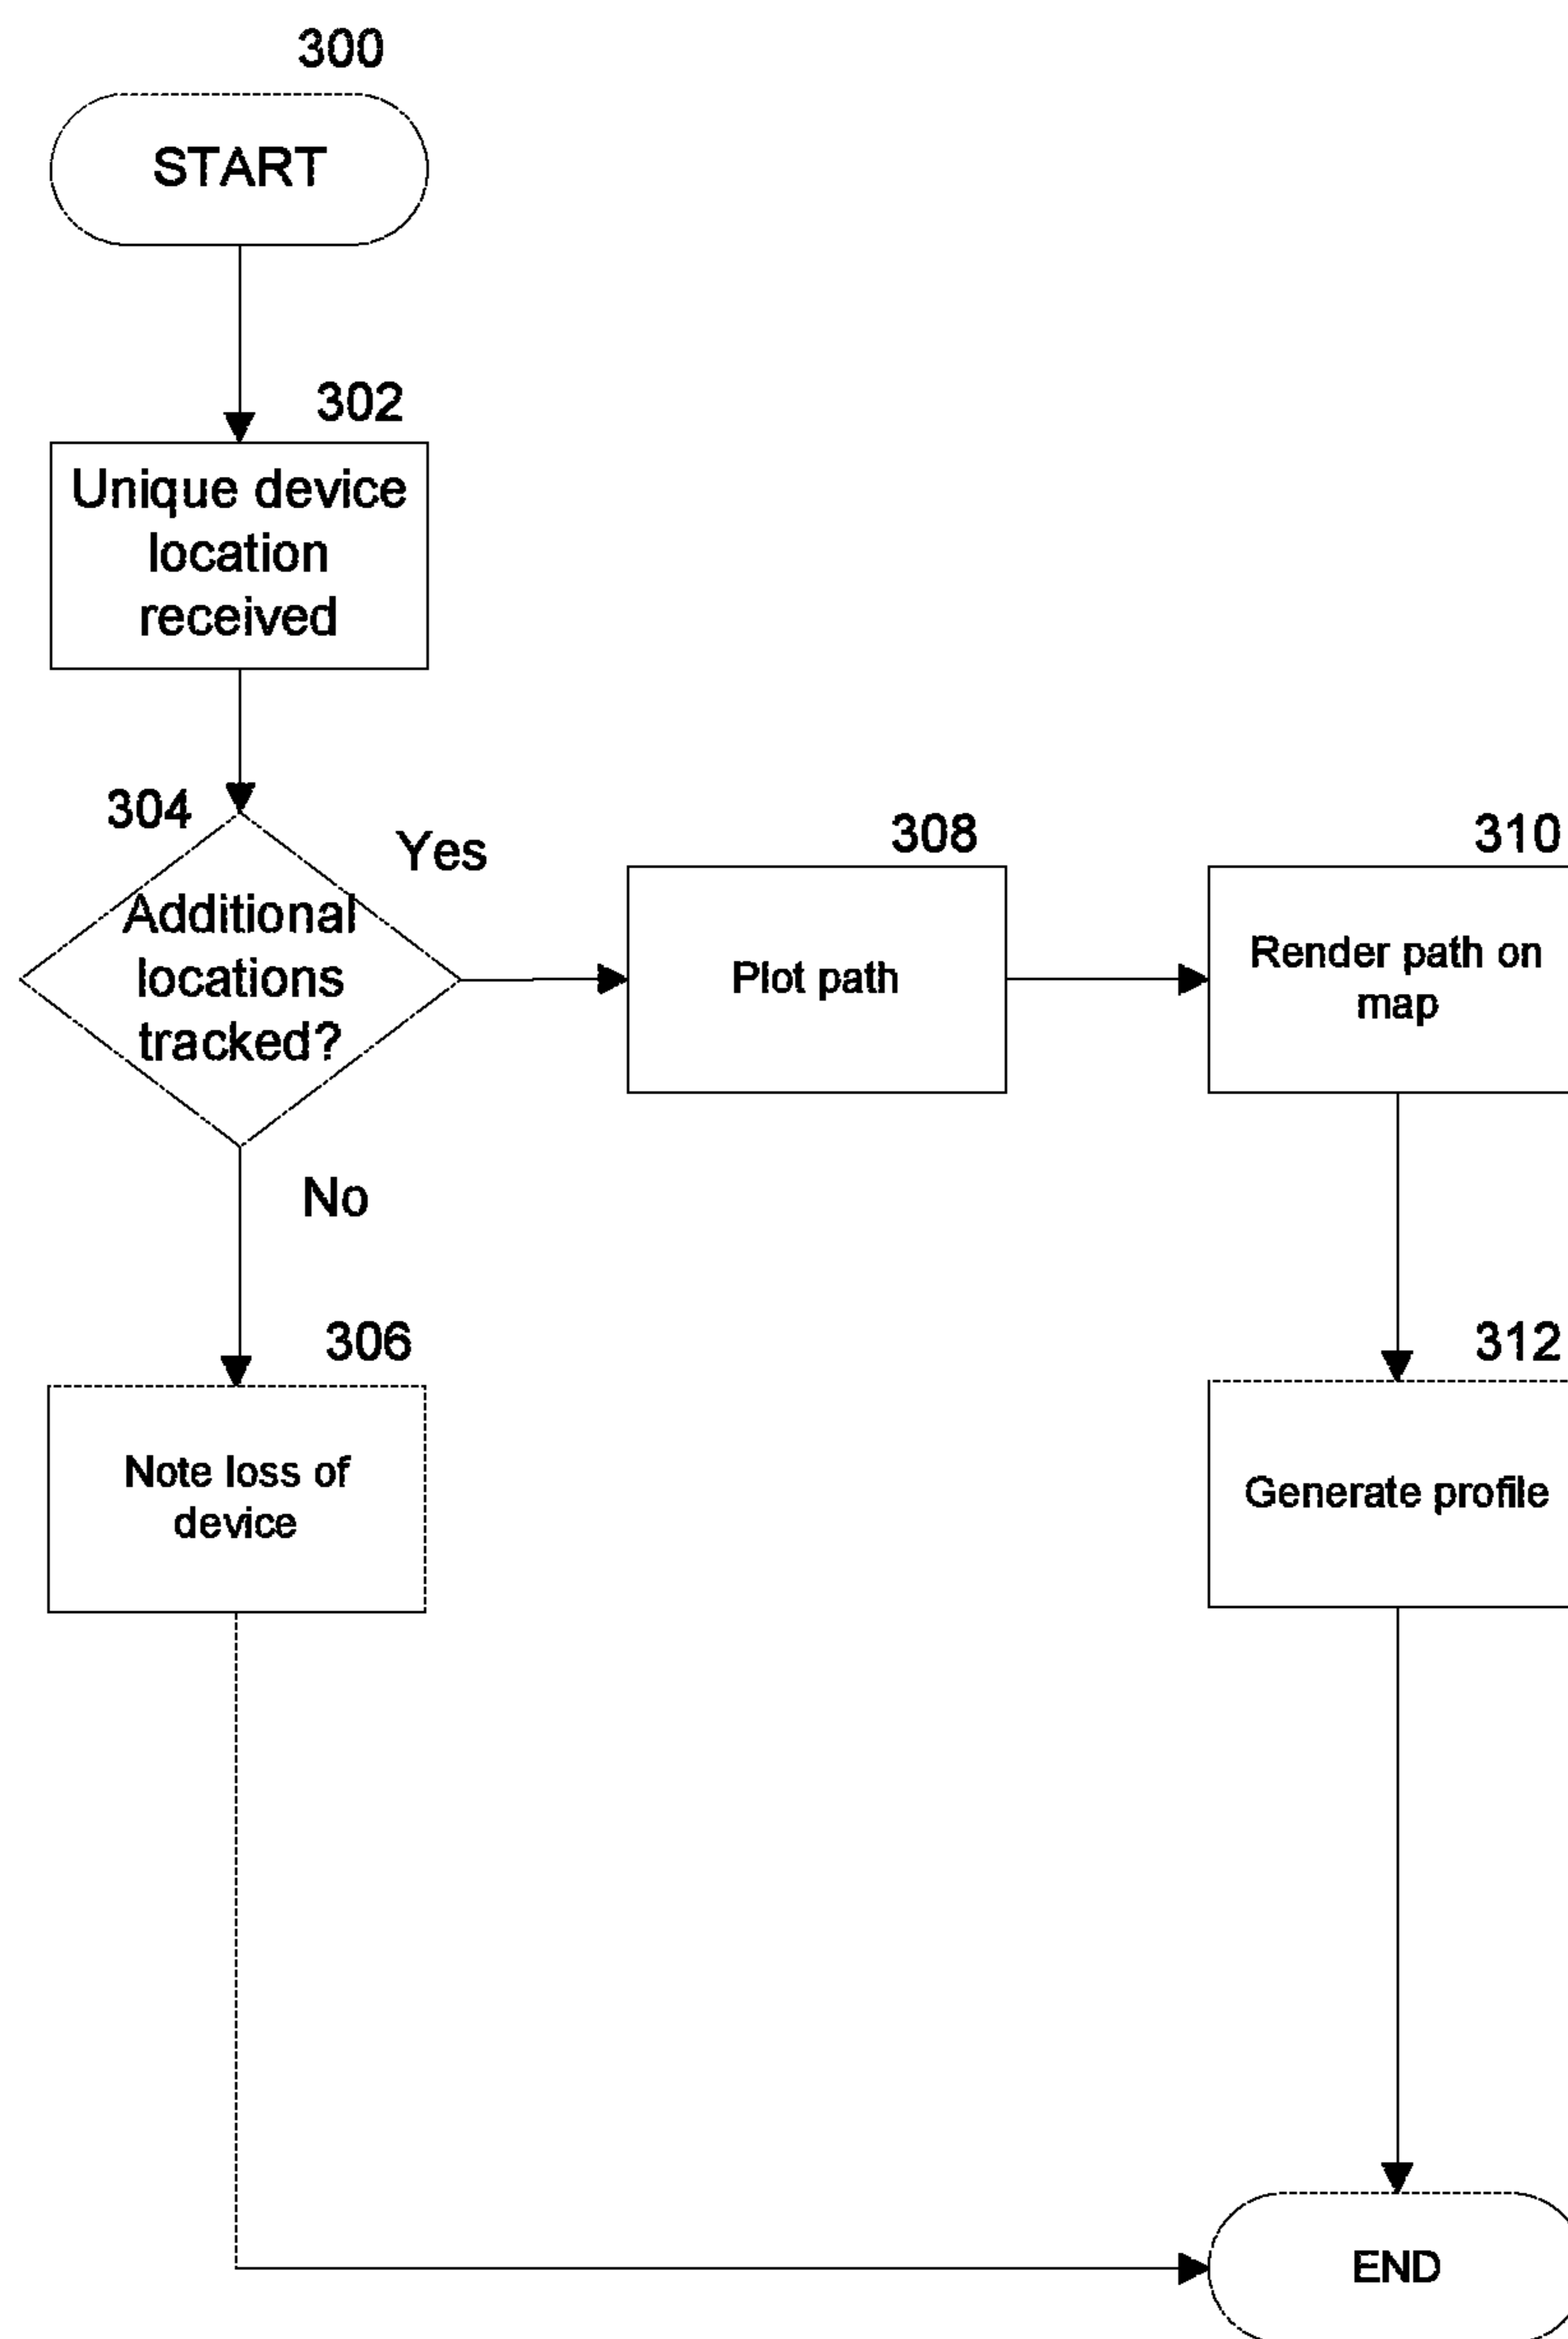 300
START
302
Unique device
location
received
304
Yes
Additional
locations
tracked?
308
Plot path
310
Render path on
map
No
306
Note loss of
device
312
Generate profile
END